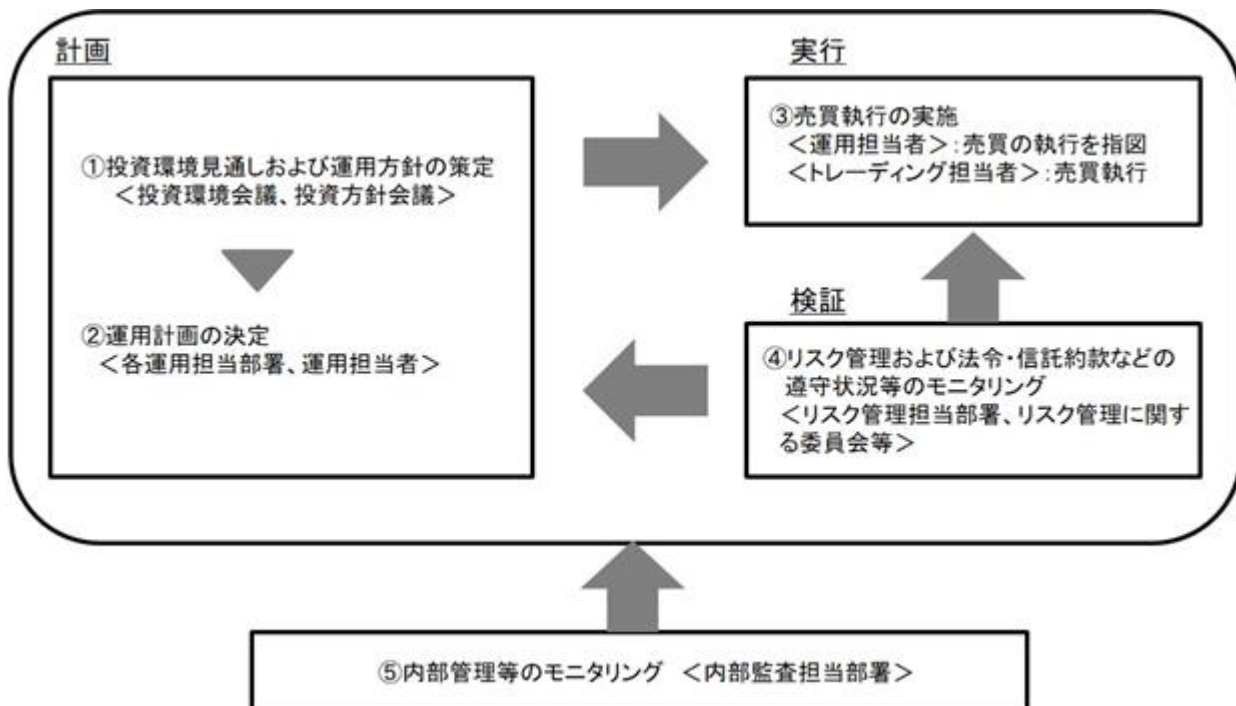 計画
①投資環境見通しおよび運用方針の策定
＜投資環境会議、投資方針会議＞
②運用計画の決定
＜各運用担当部署、運用担当者＞
実行
③売買執行の実施
＜運用担当者＞：売買の執行を指図
＜トレーディング担当者＞：売買執行
検証
④リスク管理および法令・信託約款などの
遵守状況等のモニタリング
＜リスク管理担当部署、リスク管理に関す
る委員会等＞
⑤内部管理等のモニタリング　＜内部監査担当部署＞